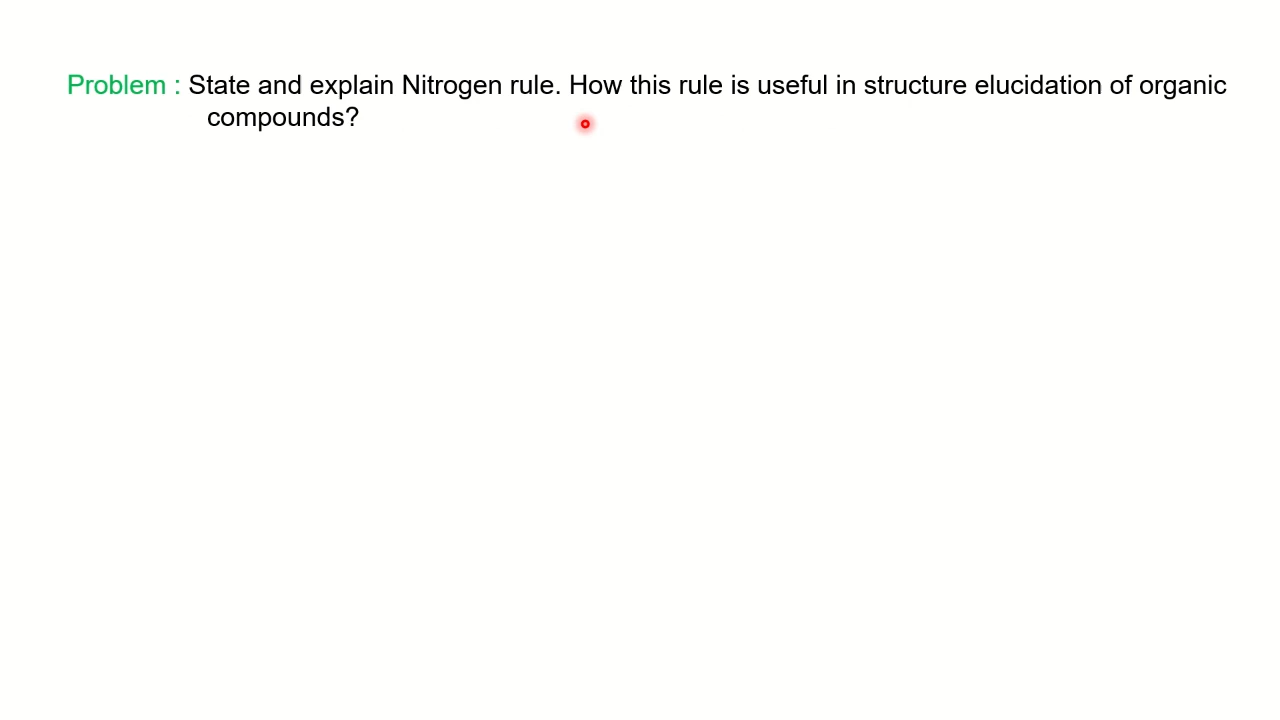 Problem : State and explain Nitrogen rule. How this rule is useful in structure elucidation of organic
compounds?